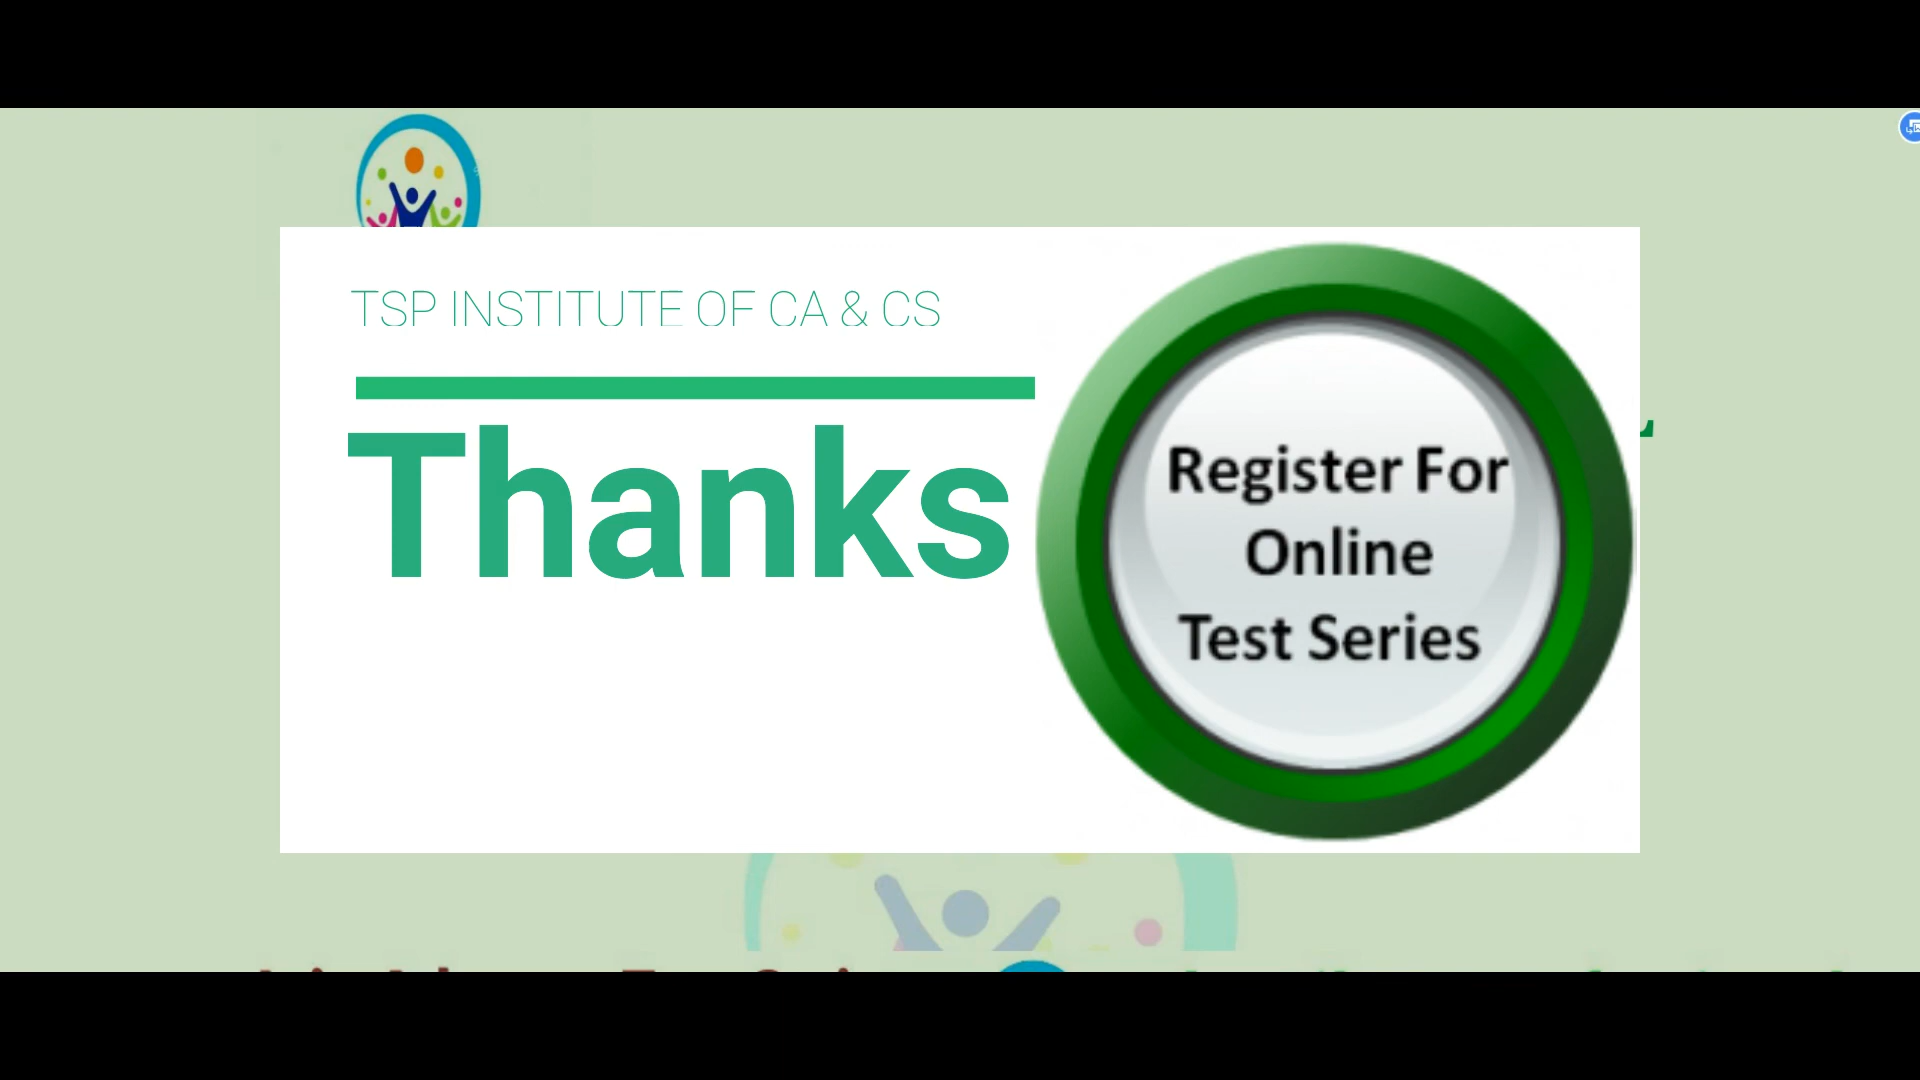 TSP INSTITUTE OF CA & CS
Thanks
Register For
Online
Test Series